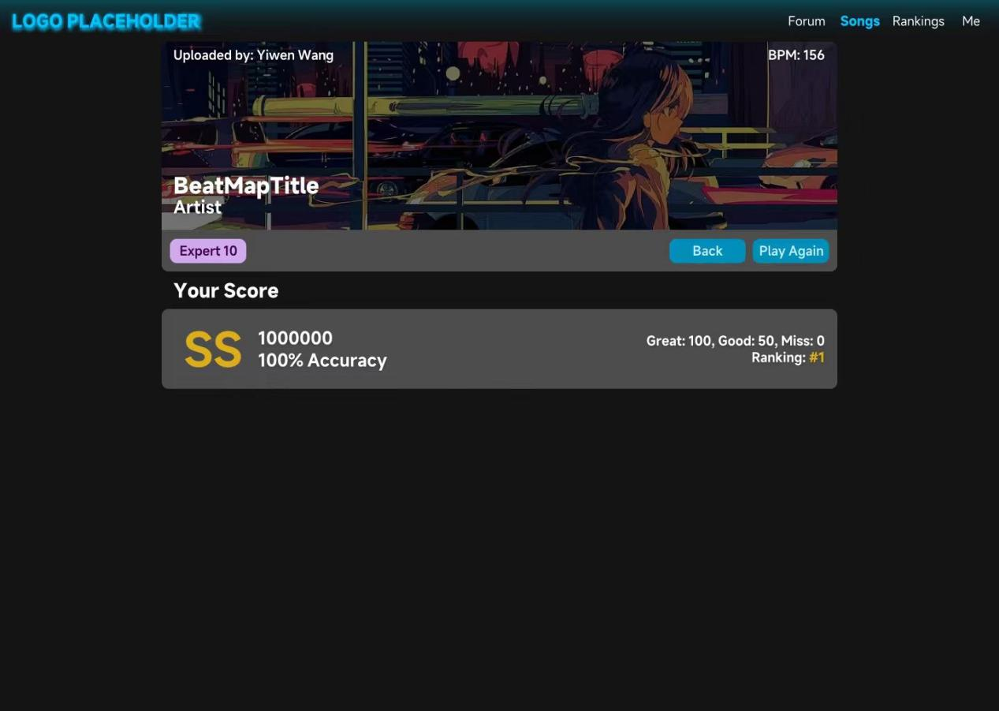 LOGO PLACEHOLDER
Forum Songs Rankings Me
Uploaded by: Yiwen Wang
BPM: 156
BeatMapTitle
Artist
Expert 10
Back
Play Again
Your Score
SS
1000000
100% Accuracy
Great: 100, Good: 50, Miss: 0
Ranking: #1